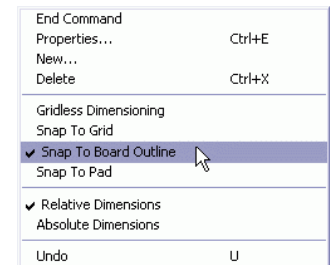 End Command
Properties... Ctrl+E
New...
Delete Ctrl+X
Gridless Dimensioning
Snap To Grid
✔ Snap To Board Outline
Snap To Pad
✔ Relative Dimensions
Absolute Dimensions
Undo U